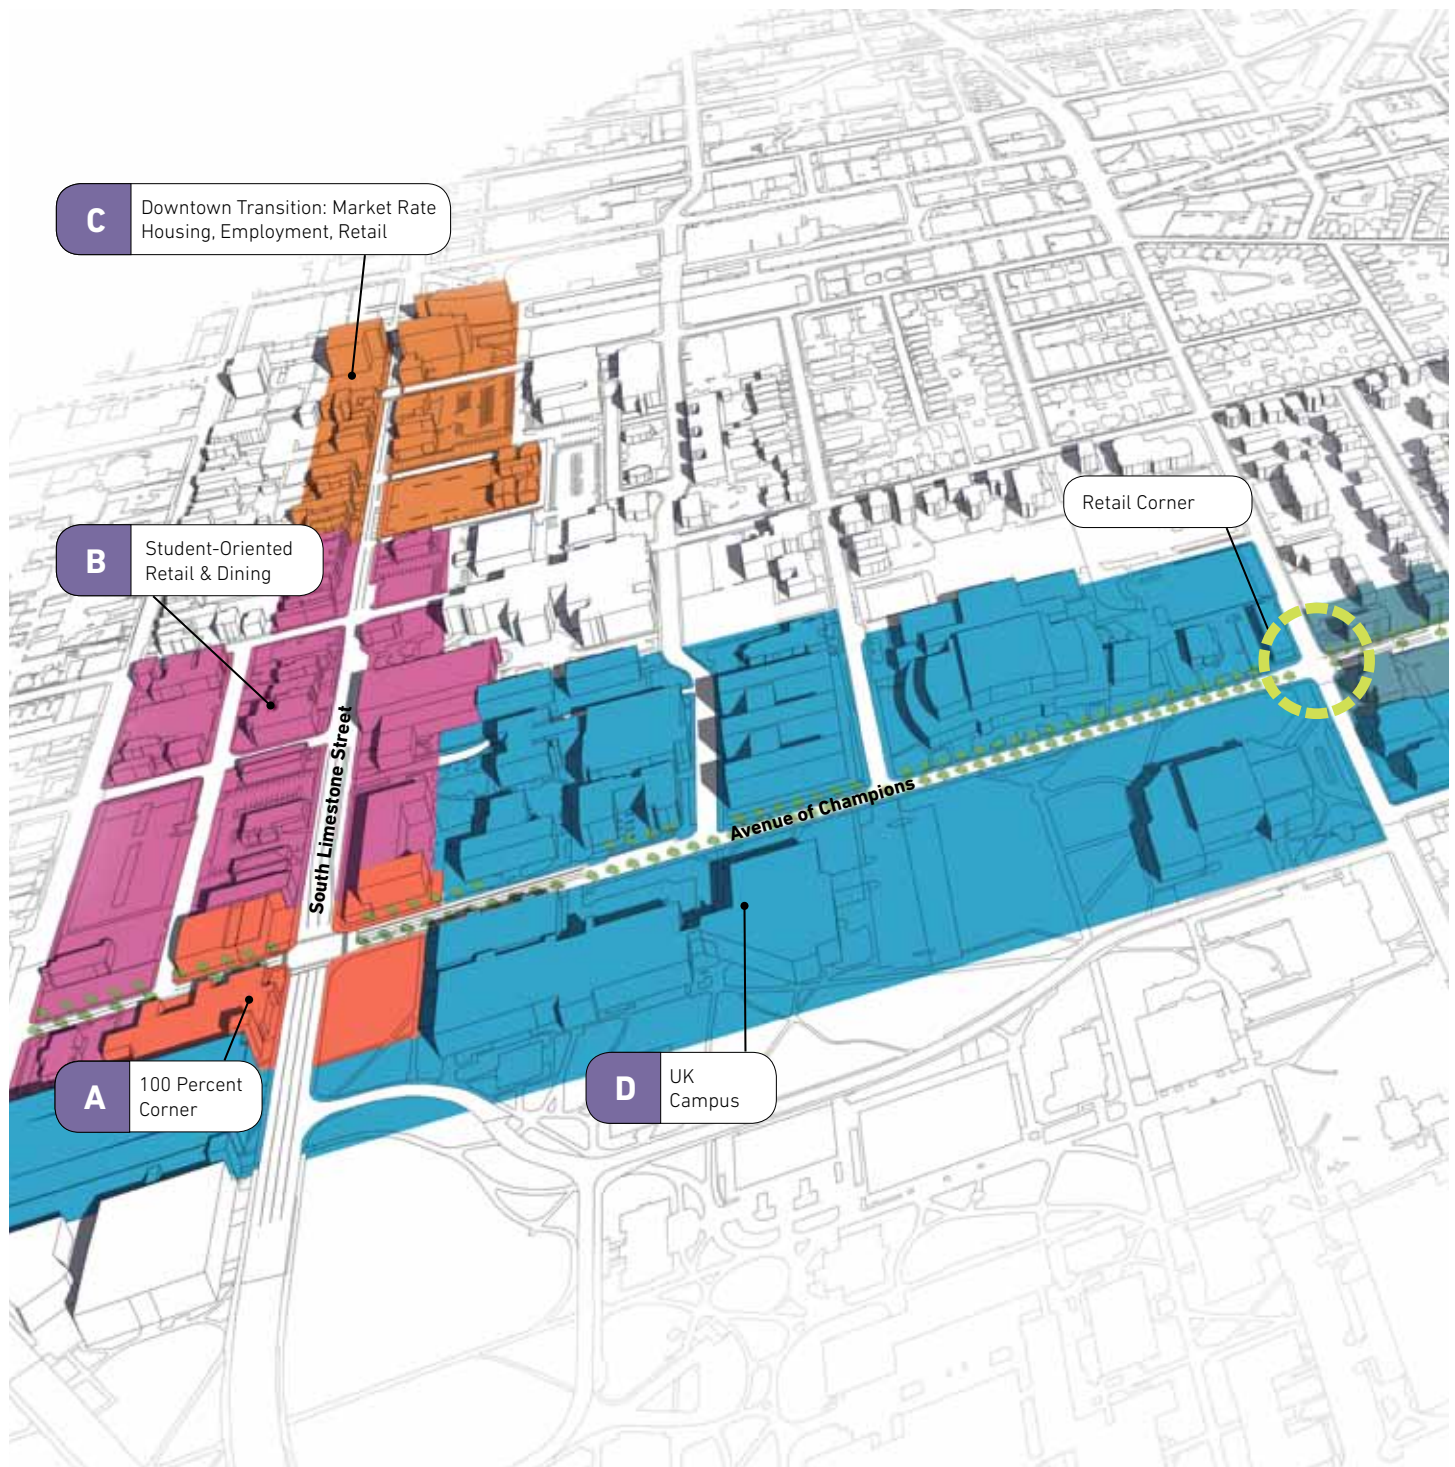 C
Downtown Transition: Market Rate
Housing, Employment, Retail
Retail Corner
B
Student-Oriented
Retail & Dining
South Limestone Street
Avenue of Champions
A
100 Percent
Corner
D
UK
Campus